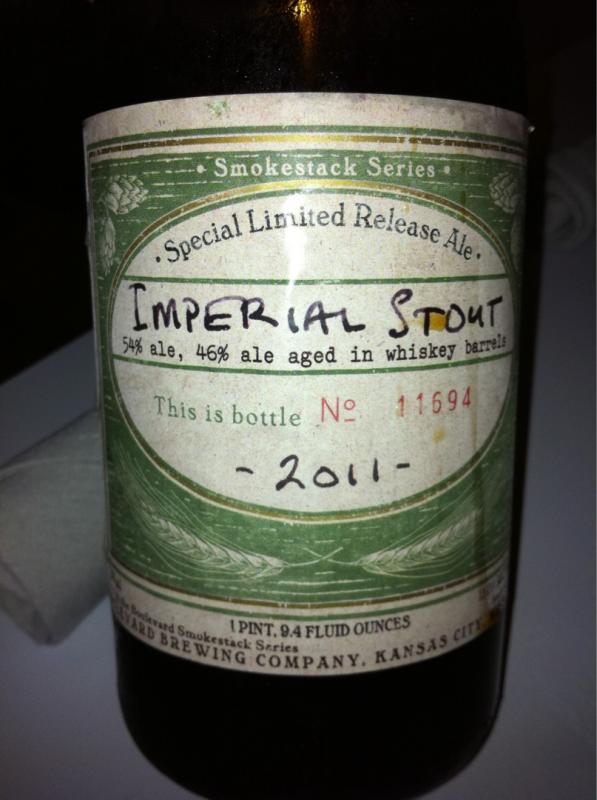 • Smokestack Series •
• Special Limited Release Ale •
IMPERIAL STOUT
54% ale, 46% ale aged in whiskey barrels
This is bottle Nº 11694
- 2011 -
1 PINT, 9.4 FLUID OUNCES
Boulevard Smokestack Series
BREWING COMPANY, KANSAS CITY